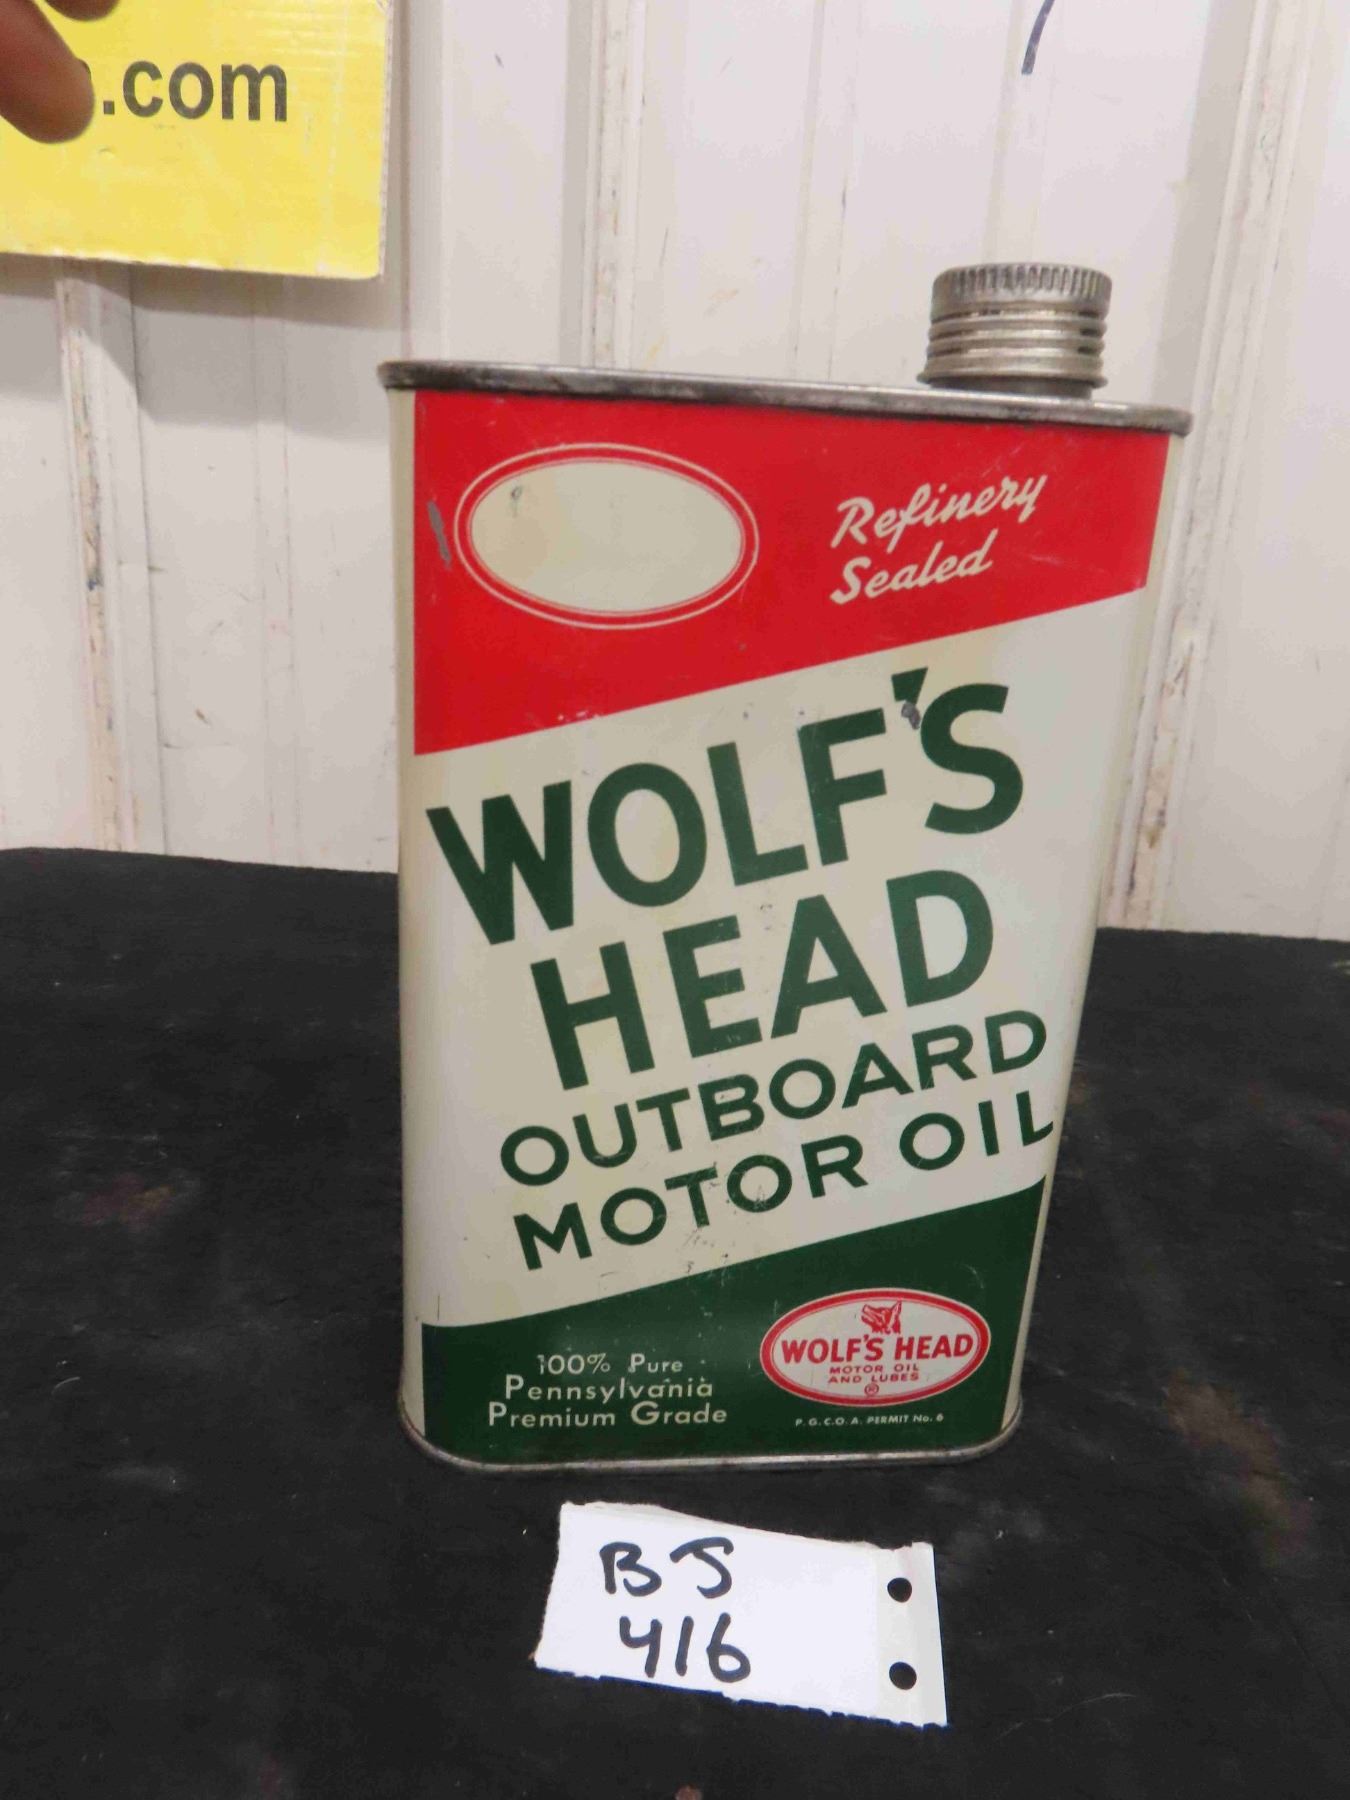 .com
Refinery
Sealed
WOLF'S
HEAD
OUTBOARD
MOTOR OIL
100% Pure
Pennsylvania
Premium Grade
WOLF'S HEAD
MOTOR OIL
AND LUBES
®
P.G.C.O.A. PERMIT No. 6
BJ
416